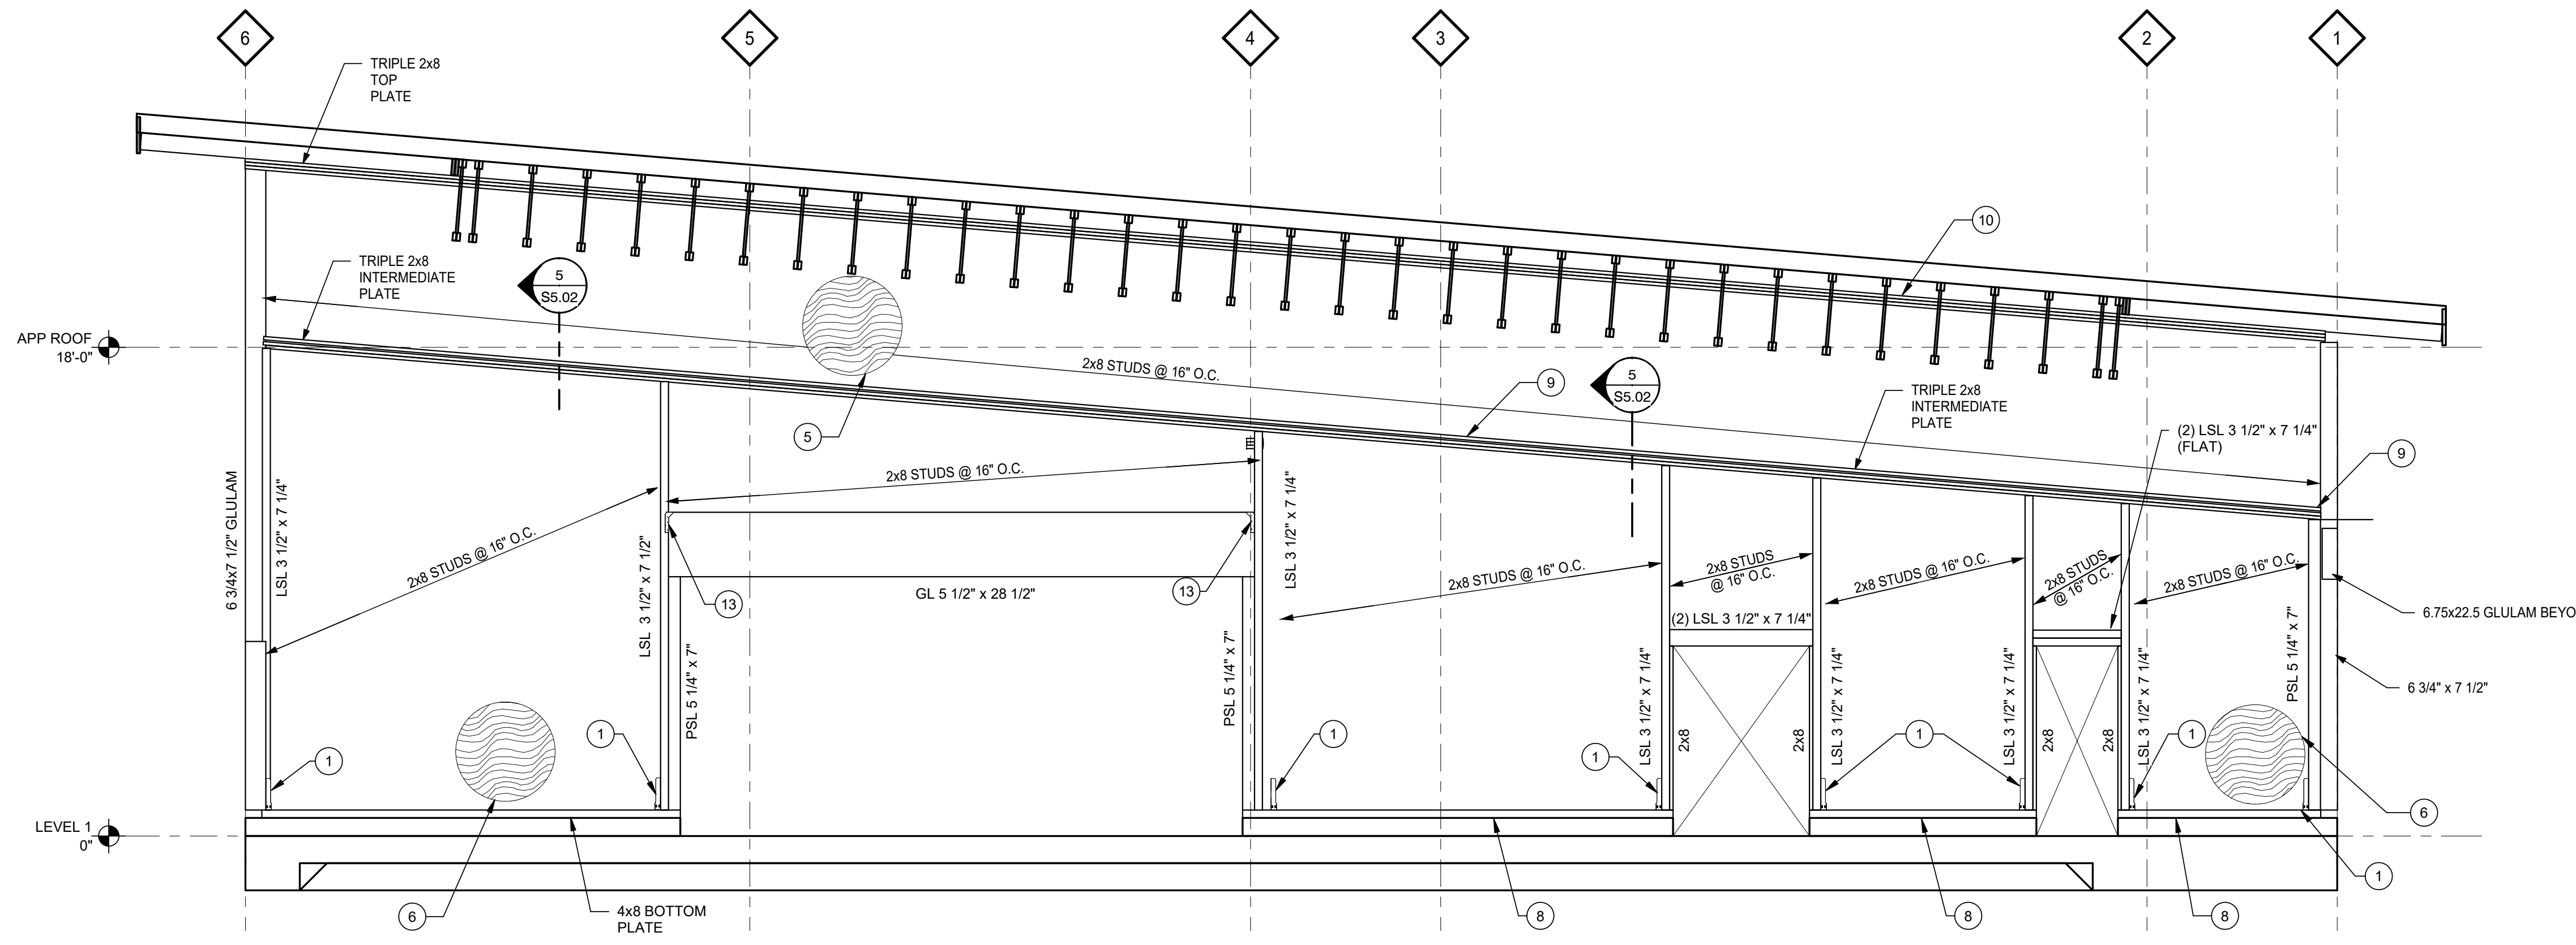 6
5
4
3
2
1
TRIPLE 2x8
TOP
PLATE
10
TRIPLE 2x8
INTERMEDIATE
PLATE
5
S5.02
APP ROOF
18'-0"
2x8 STUDS @ 16" O.C.
5
S5.02
9
TRIPLE 2x8
INTERMEDIATE
PLATE
5
(2) LSL 3 1/2" x 7 1/4"
(FLAT)
9
6 3/4x7 1/2" GLULAM
LSL 3 1/2" x 7 1/4"
2x8 STUDS @ 16" O.C.
2x8 STUDS @ 16" O.C.
LSL 3 1/2" x 7 1/2"
LSL 3 1/2" x 7 1/4"
13
GL 5 1/2" x 28 1/2"
13
2x8 STUDS @ 16" O.C.
2x8 STUDS
@ 16" O.C.
2x8 STUDS @ 16" O.C.
2x8 STUDS
@ 16" O.C.
2x8 STUDS @ 16" O.C.
(2) LSL 3 1/2" x 7 1/4"
6.75x22.5 GLULAM BEYO
PSL 5 1/4" x 7"
PSL 5 1/4" x 7"
LSL 3 1/2" x 7 1/4"
2x8
2x8
LSL 3 1/2" x 7 1/4"
LSL 3 1/2" x 7 1/4"
2x8
2x8
LSL 3 1/2" x 7 1/4"
PSL 5 1/4" x 7"
6 3/4" x 7 1/2"
1
1
1
1
1
1
6
LEVEL 1
0"
1
6
4x8 BOTTOM
PLATE
8
8
8